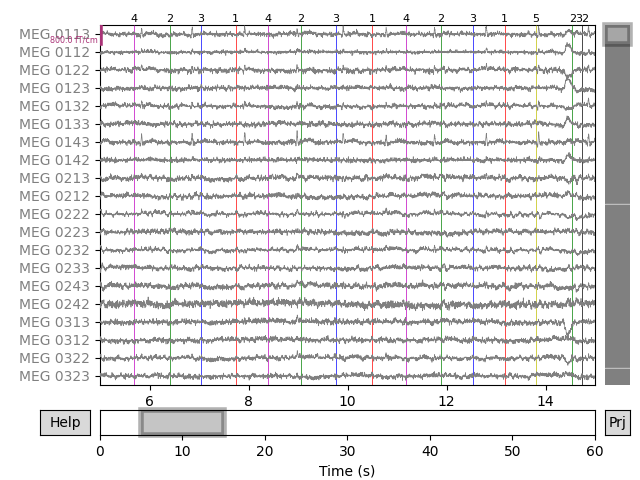 4 2 3 1 4 2 3 1 4 2 3 1 5 2 3 2
MEG 0113
800.0 fT/cm
MEG 0112
MEG 0122
MEG 0123
MEG 0132
MEG 0133
MEG 0143
MEG 0142
MEG 0213
MEG 0212
MEG 0222
MEG 0223
MEG 0232
MEG 0233
MEG 0243
MEG 0242
MEG 0313
MEG 0312
MEG 0322
MEG 0323
6 8 10 12 14
Help
Prj
0 10 20 30 40 50 60
Time (s)